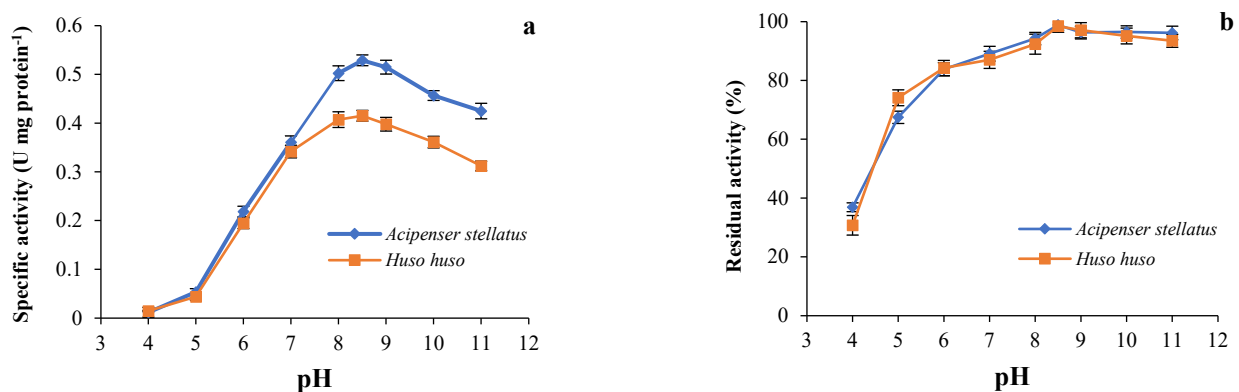 a
Specific activity (U mg protein-1)
0.6
0.5
0.4
0.3
0.2
0.1
0
3 4 5 6 7 8 9 10 11 12
pH
Acipenser stellatus
Huso huso
b
Residual activity (%)
100
80
60
40
20
0
3 4 5 6 7 8 9 10 11 12
pH
Acipenser stellatus
Huso huso